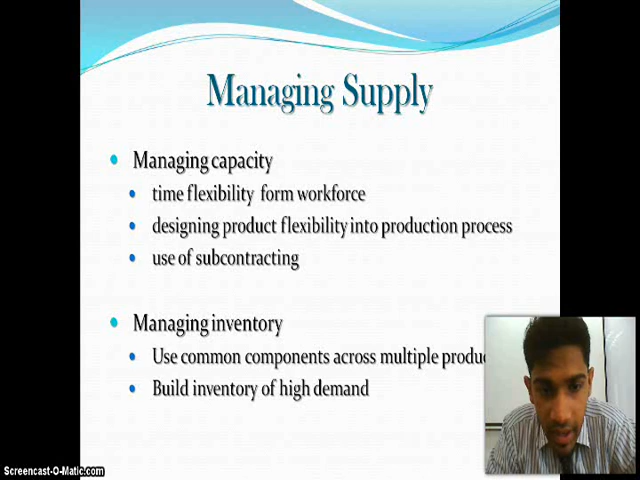 Managing Supply
Managing capacity
time flexibility form workforce
designing product flexibility into production process
use of subcontracting
Managing inventory
Use common components across multiple
Build inventory of high demand
Screencast-O-Matic.com